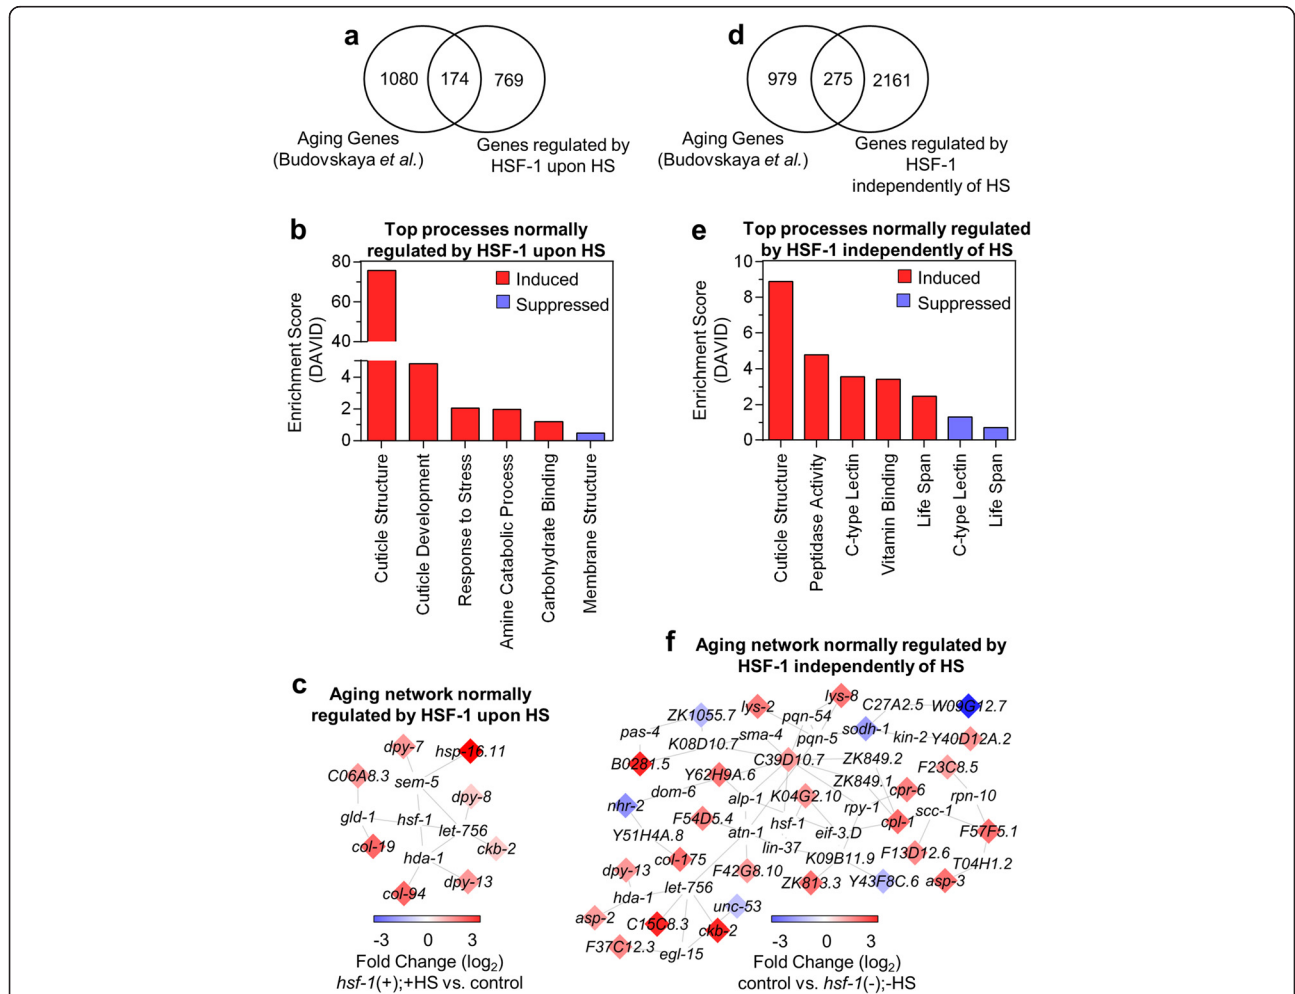 a
1080
174
769
Aging Genes
(Budovskaya et al.)
Genes regulated by
HSF-1 upon HS
d
979
275
2161
Aging Genes
(Budovskaya et al.)
Genes regulated by
HSF-1
independently of HS
b
Top processes normally
regulated by HSF-1 upon HS
Enrichment Score
(DAVID)
80
60
40
4
2
0
Induced
Suppressed
Cuticle Structure
Cuticle Development
Response to Stress
Amine Catabolic Process
Carbohydrate Binding
Membrane Structure
e
Top processes normally regulated
by HSF-1 independently of HS
Enrichment Score
(DAVID)
10
8
6
4
2
0
Induced
Suppressed
Cuticle Structure
Peptidase Activity
C-type Lectin
Vitamin Binding
Life Span
C-type Lectin
Life Span
c
Aging network normally
regulated by HSF-1 upon HS
dpy-7
hsp-16.11
C06A8.3
sem-5
dpy-8
gld-1
hsf-1
let-756
col-19
ckb-2
hda-1
dpy-13
col-94
-3
0
3
Fold Change (log2)
hsf-1(+);+HS vs. control
f
Aging network normally regulated by
HSF-1 independently of HS
lys-8
lys-2
C27A2.5
W09G12.7
ZK1055.7
pqn-54
sodh-1
pas-4
sma-4
pqn-5
kin-2
Y40D12A.2
K08D10.7
C39D10.7
ZK849.2
B0281.5
Y62H9A.6
F23C8.5
ZK849.1
cpr-6
dom-6
alp-1
K04G2.10
rpn-10
nhr-2
rpy-1
scc-1
F54D5.4
hsf-1
cpl-1
Y51H4A.8
atn-1
eif-3.D
F57F5.1
lin-37
col-175
K09B11.9
F13D12.6
T04H1.2
dpy-13
F42G8.10
ZK813.3
Y43F8C.6
asp-3
let-756
hda-1
unc-53
asp-2
C15C8.3
ckb-2
F37C12.3
egl-15
-3
0
3
Fold Change (log2)
control vs. hsf-1(-);-HS